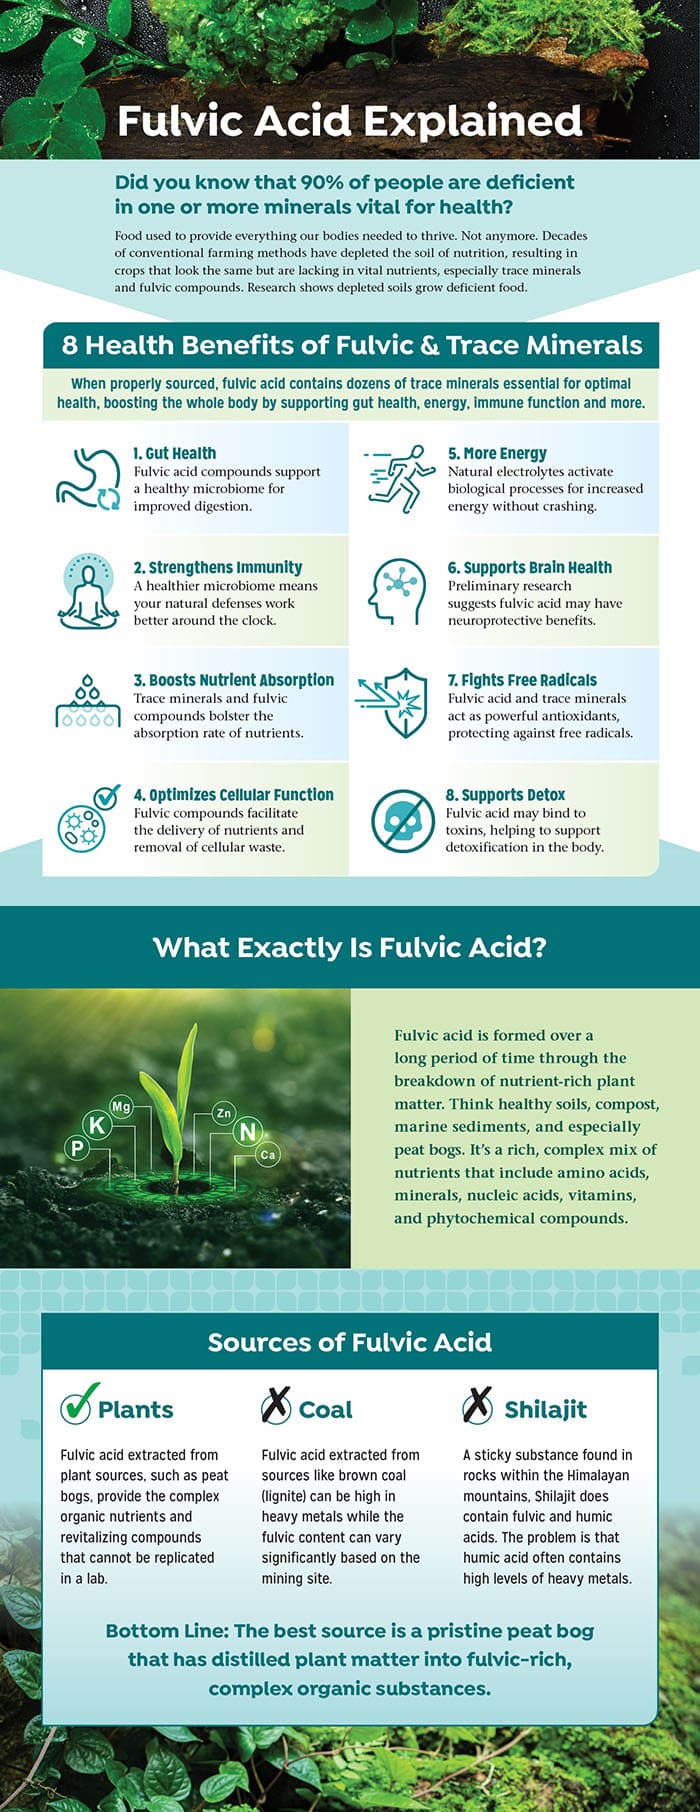 Fulvic Acid Explained
Did you know that 90% of people are deficient
in one or more minerals vital for health?
Food used to provide everything our bodies needed to thrive. Not anymore. Decades
of conventional farming methods have depleted the soil of nutrition, resulting in
crops that look the same but are lacking in vital nutrients, especially trace minerals
and fulvic compounds. Research shows depleted soils grow deficient food.
8 Health Benefits of Fulvic & Trace Minerals
When properly sourced, fulvic acid contains dozens of trace minerals essential for optimal
health, boosting the whole body by supporting gut health, energy, immune function and more.
1. Gut Health
Fulvic acid compounds support
a healthy microbiome for
improved digestion.
2. Strengthens Immunity
A healthier microbiome means
your natural defenses work
better around the clock.
3. Boosts Nutrient Absorption
Trace minerals and fulvic
compounds bolster the
absorption rate of nutrients.
4. Optimizes Cellular Function
Fulvic compounds facilitate
the delivery of nutrients and
removal of cellular waste.
5. More Energy
Natural electrolytes activate
biological processes for increased
energy without crashing.
6. Supports Brain Health
Preliminary research
suggests fulvic acid may have
neuroprotective benefits.
7. Fights Free Radicals
Fulvic acid and trace minerals
act as powerful antioxidants,
protecting against free radicals.
8. Supports Detox
Fulvic acid may bind to
toxins, helping to support
detoxification in the body.
What Exactly Is Fulvic Acid?
P
K
Mg
Zn
N
Ca
Fulvic acid is formed over a
long period of time through the
breakdown of nutrient-rich plant
matter. Think healthy soils, compost,
marine sediments, and especially
peat bogs. It's a rich, complex mix of
nutrients that include amino acids,
minerals, nucleic acids, vitamins,
and phytochemical compounds.
Sources of Fulvic Acid
Plants
Fulvic acid extracted from
plant sources, such as peat
bogs, provide the complex
organic nutrients and
revitalizing compounds
that cannot be replicated
in a lab.
Coal
Fulvic acid extracted from
sources like brown coal
(lignite) can be high in
heavy metals while the
fulvic content can vary
significantly based on the
mining site.
Shilajit
A sticky substance found in
rocks within the Himalayan
mountains, Shilajit does
contain fulvic and humic
acids. The problem is that
humic acid often contains
high levels of heavy metals.
Bottom Line: The best source is a pristine peat bog
that has distilled plant matter into fulvic-rich,
complex organic substances.